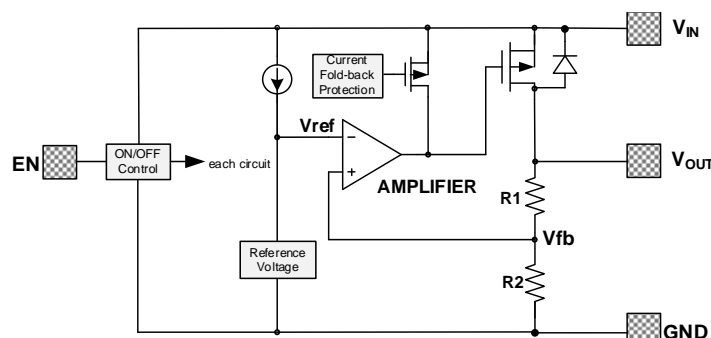 VIN
Current
Fold-back
Protection
Vref
−
+
AMPLIFIER
EN
ON/OFF
Control
each circuit
VOUT
R1
Vfb
Reference
Voltage
R2
GND